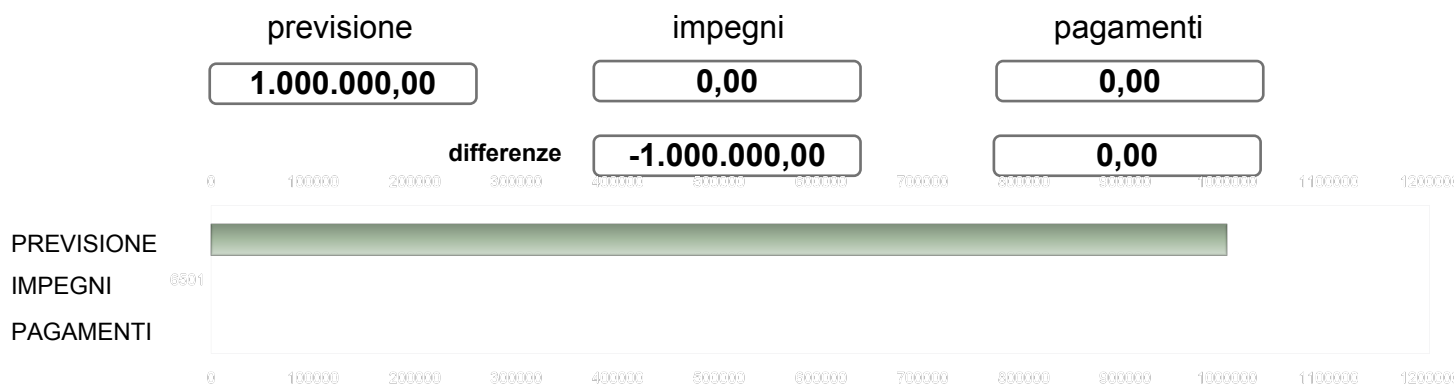 previsione impegni pagamenti
1.000.000,00 0,00 0,00
differenze -1.000.000,00 0,00
0 100000 200000 300000 400000 500000 600000 700000 800000 900000 1000000 1100000 1200000
PREVISIONE
6501
IMPEGNI
PAGAMENTI
0 100000 200000 300000 400000 500000 600000 700000 800000 900000 1000000 1100000 1200000